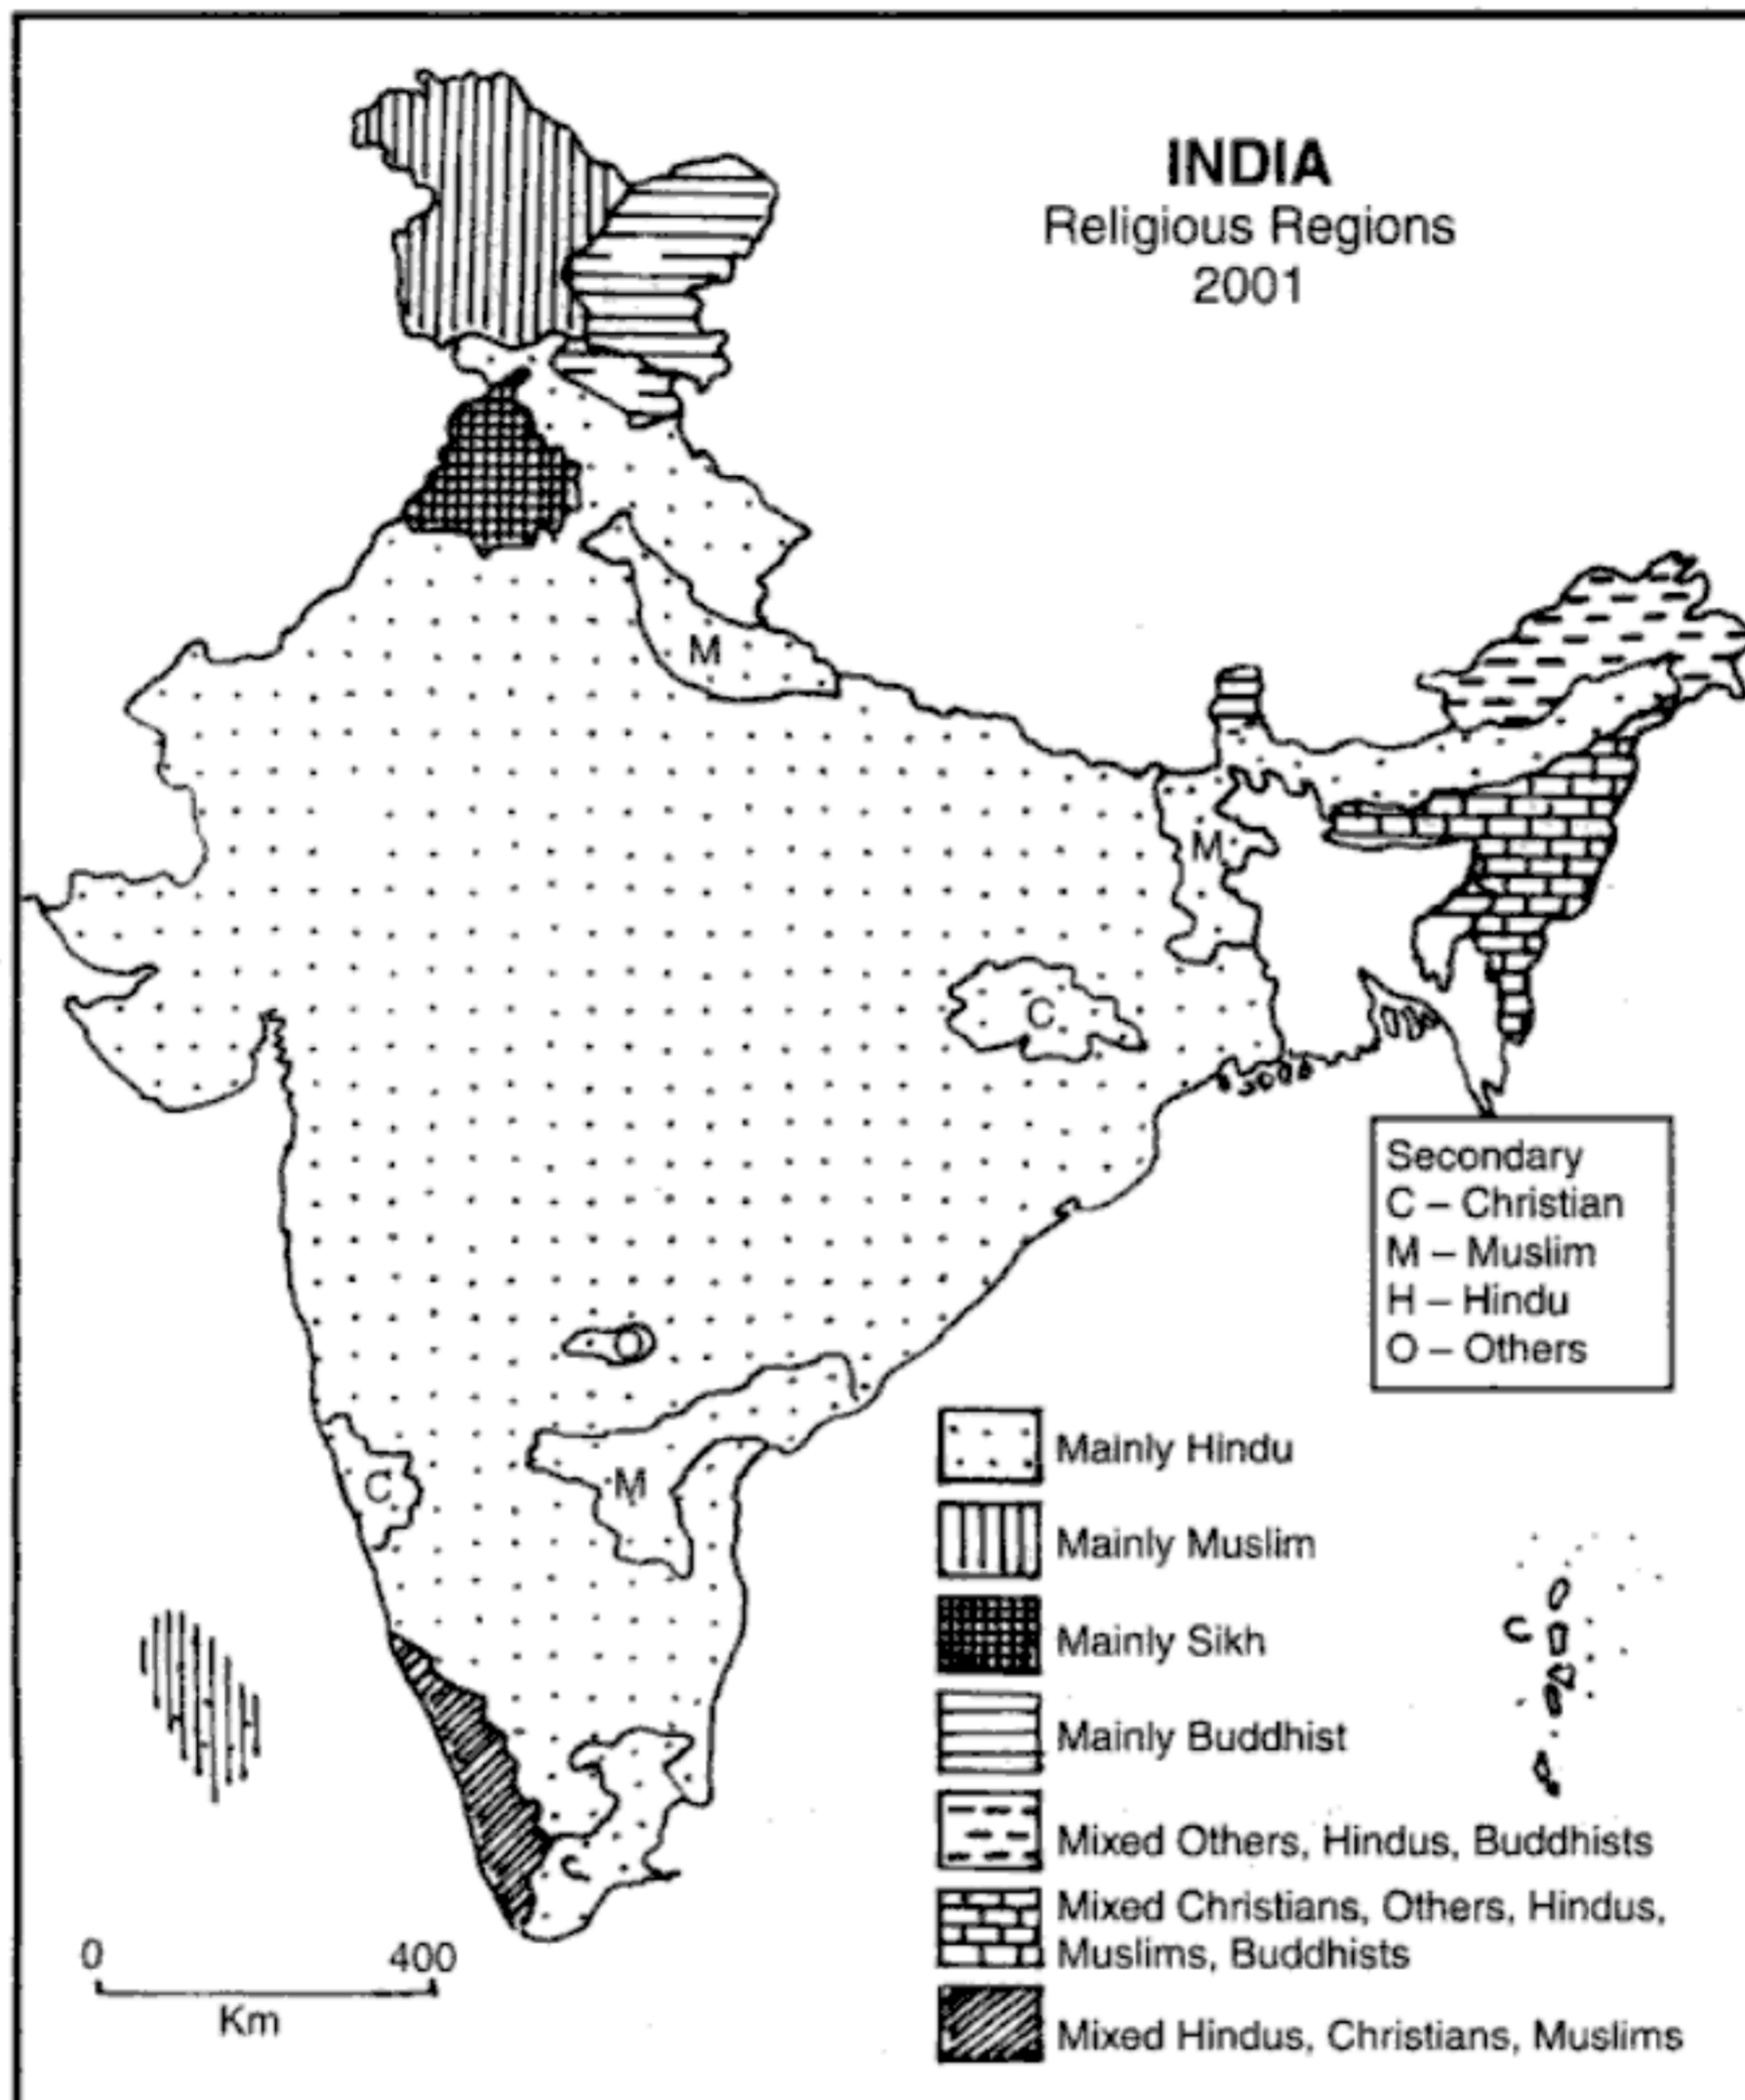 INDIA
Religious Regions
2001
M
M
C
O
C
M
C
C
Secondary
C – Christian
M – Muslim
H – Hindu
O – Others
Mainly Hindu
Mainly Muslim
Mainly Sikh
Mainly Buddhist
Mixed Others, Hindus, Buddhists
Mixed Christians, Others, Hindus,
Muslims, Buddhists
Mixed Hindus, Christians, Muslims
0 400
Km